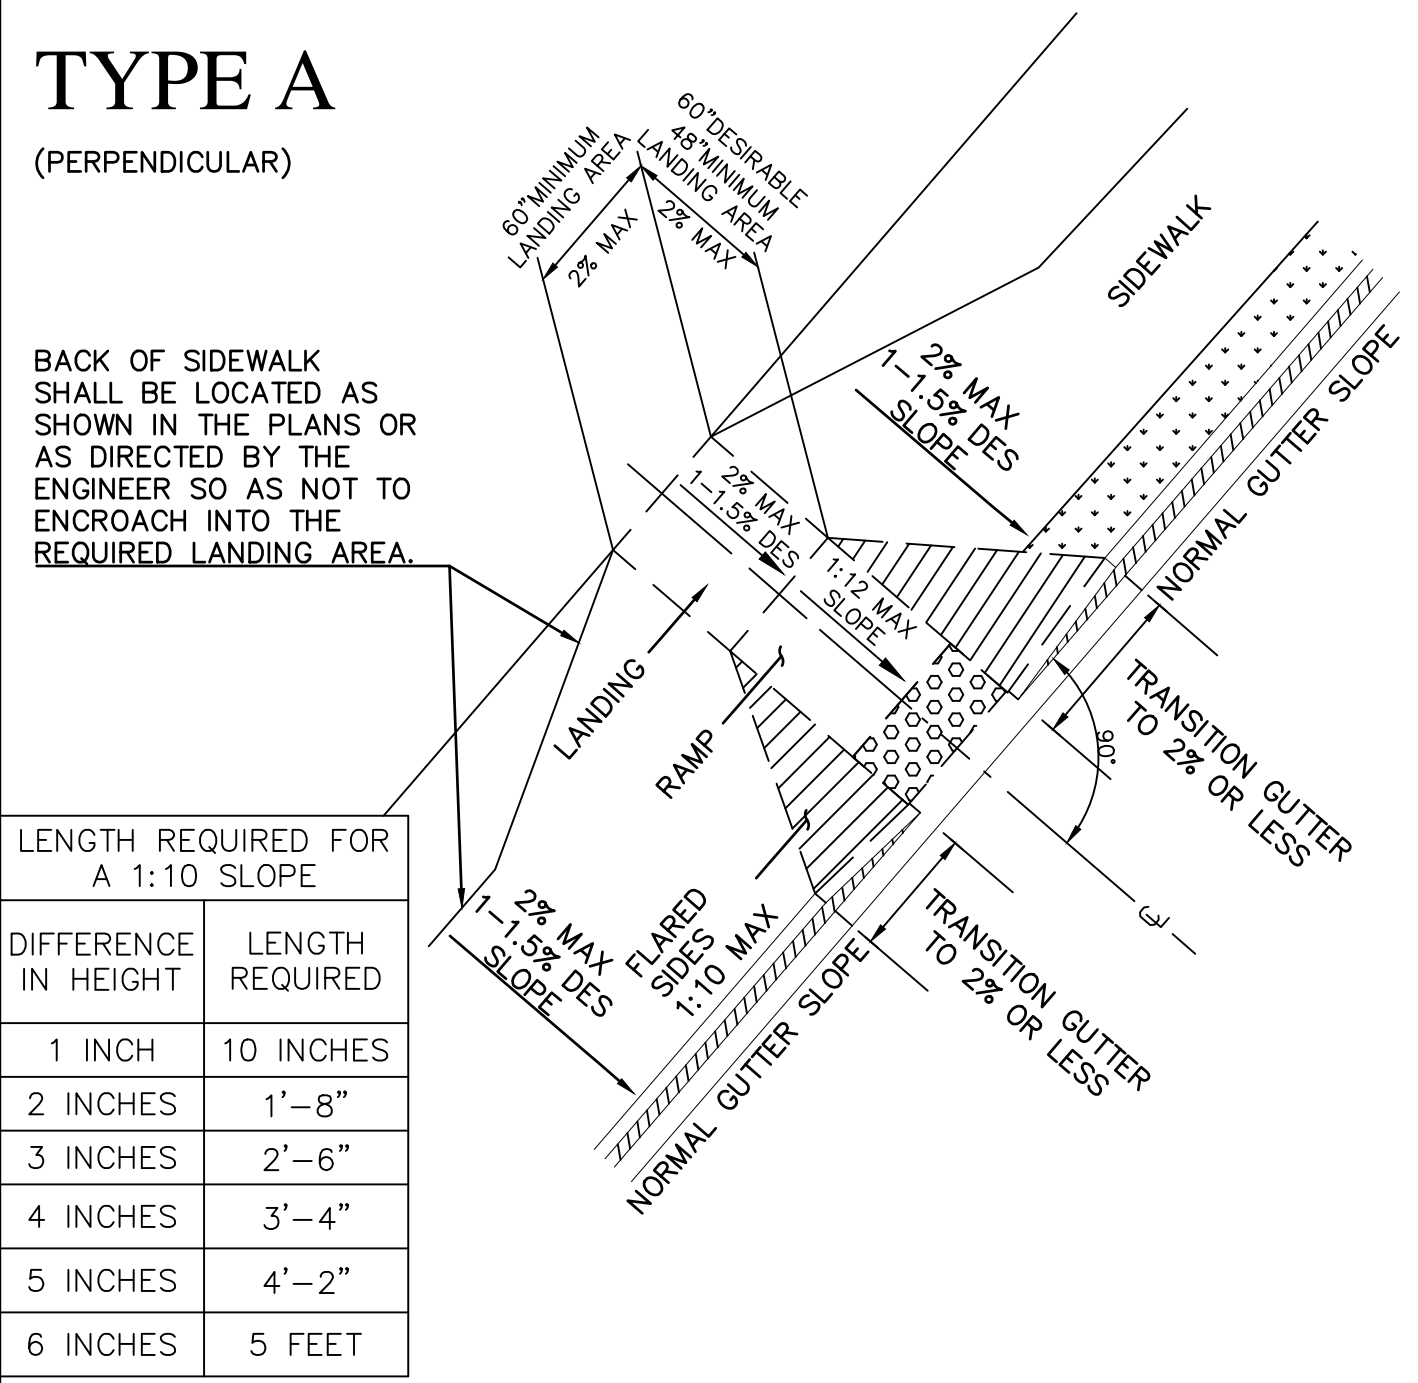 TYPE A
(PERPENDICULAR)
60"MINIMUM
LANDING AREA
2% MAX
60"DESIRABLE
48"MINIMUM
LANDING AREA
2% MAX
SIDEWALK
BACK OF SIDEWALK
SHALL BE LOCATED AS
SHOWN IN THE PLANS OR
AS DIRECTED BY THE
ENGINEER SO AS NOT TO
ENCROACH INTO THE
REQUIRED LANDING AREA.
2% MAX
1-1.5% DES
SLOPE
NORMAL GUTTER SLOPE
2% MAX
1-1.5% DES
1:12 MAX
SLOPE
LANDING
RAMP
TRANSITION GUTTER
TO 2% OR LESS
90°
℄
FLARED
SIDES
1:10 MAX
TRANSITION GUTTER
TO 2% OR LESS
2% MAX
1-1.5% DES
SLOPE
NORMAL GUTTER SLOPE
LENGTH REQUIRED FOR
A 1:10 SLOPE
DIFFERENCE IN HEIGHT LENGTH REQUIRED
1 INCH 10 INCHES
2 INCHES 1'-8"
3 INCHES 2'-6"
4 INCHES 3'-4"
5 INCHES 4'-2"
6 INCHES 5 FEET